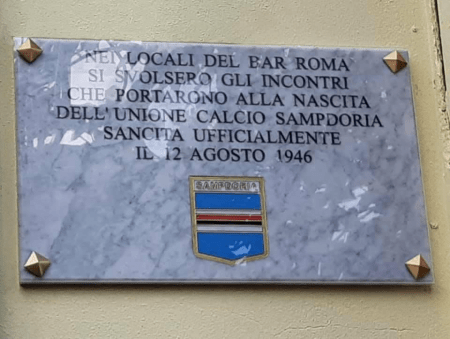 NEI LOCALI DEL BAR ROMA
SI SVOLSERO GLI INCONTRI
CHE PORTARONO ALLA NASCITA
DELL'UNIONE CALCIO SAMPDORIA
SANCITA UFFICIALMENTE
IL 12 AGOSTO 1946
SAMPDORIA